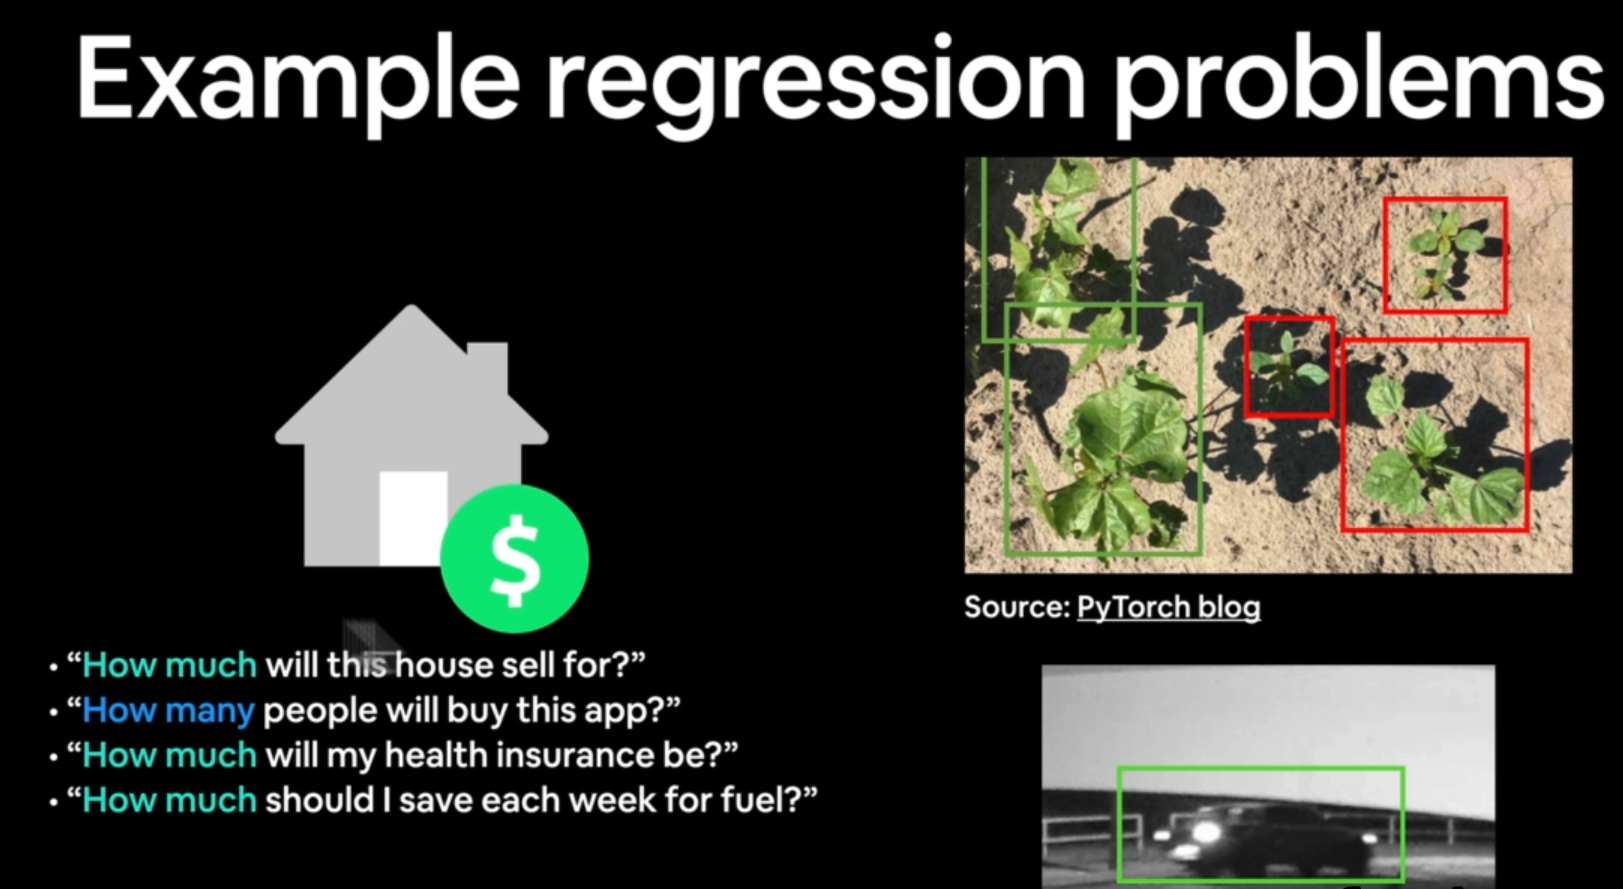 Example regression problems
$
Source: PyTorch blog
• “How much will this house sell for?”
• “How many people will buy this app?”
• “How much will my health insurance be?”
• “How much should I save each week for fuel?”